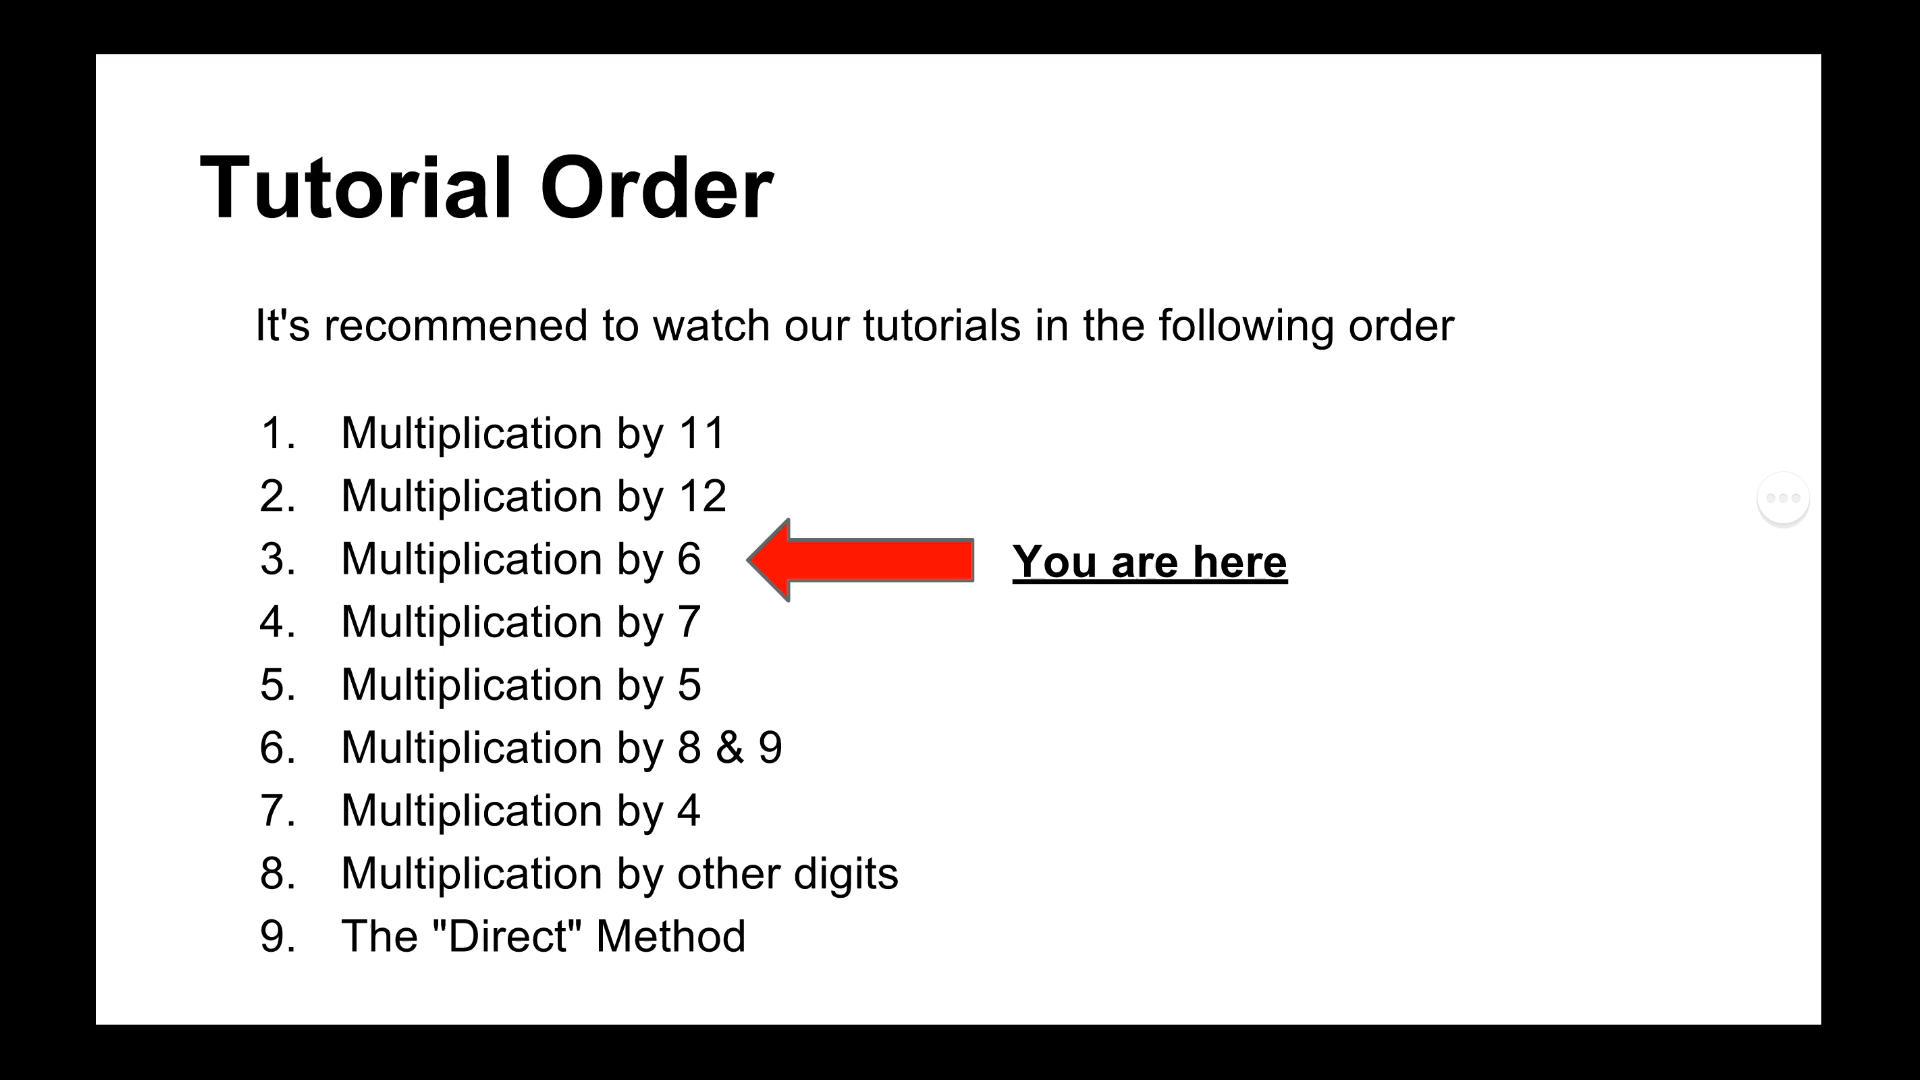 Tutorial Order
It's recommened to watch our tutorials in the following order
1. Multiplication by 11
2. Multiplication by 12
3. Multiplication by 6
You are here
4. Multiplication by 7
5. Multiplication by 5
6. Multiplication by 8 & 9
7. Multiplication by 4
8. Multiplication by other digits
9. The "Direct" Method